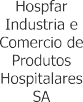 Hospfar
Industria e
Comercio de
Produtos
Hospitalares
SA